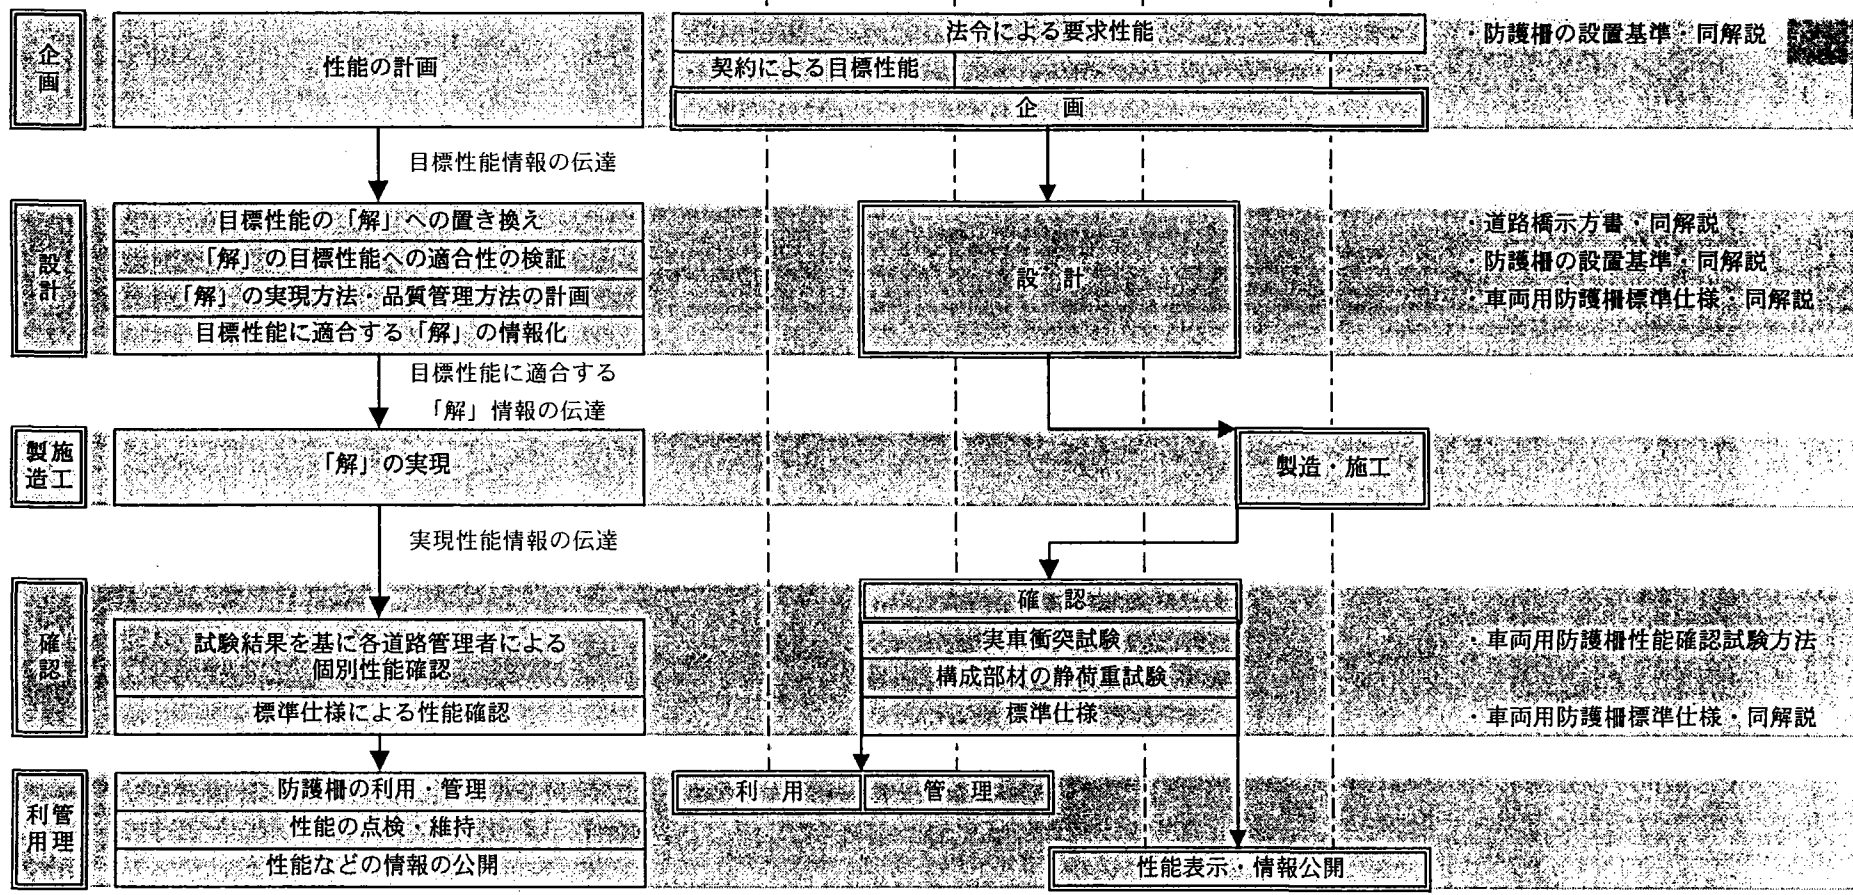 企画
性能の計画
法令による要求性能
契約による目標性能
企 画
・防護柵の設置基準・同解説
目標性能情報の伝達
設計
目標性能の「解」への置き換え
「解」の目標性能への適合性の検証
「解」の実現方法・品質管理方法の計画
目標性能に適合する「解」の情報化
設 計
・道路橋示方書・同解説
・防護柵の設置基準・同解説
・車両用防護柵標準仕様・同解説
目標性能に適合する
「解」情報の伝達
製施
造工
「解」の実現
製造・施工
実現性能情報の伝達
確認
試験結果を基に各道路管理者による
個別性能確認
標準仕様による性能確認
確 認
実車衝突試験
構成部材の静荷重試験
標準仕様
・車両用防護柵性能確認試験方法
・車両用防護柵標準仕様・同解説
利管
用理
防護柵の利用・管理
性能の点検・維持
性能などの情報の公開
利 用
管 理
性能表示・情報公開